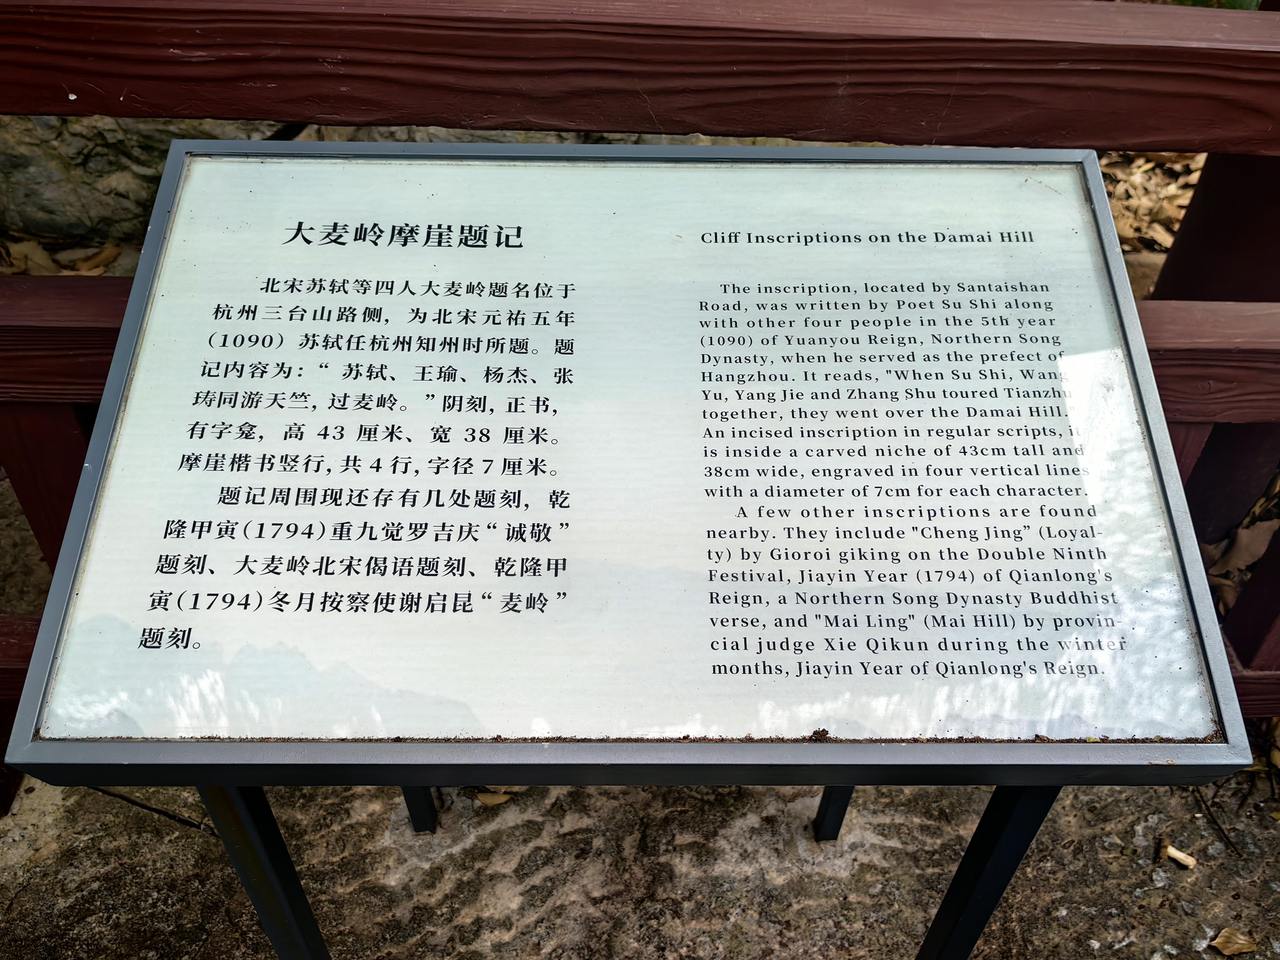 大麦岭摩崖题记
北宋苏轼等四人大麦岭题名位于
杭州三台山路侧，为北宋元祐五年
（1090）苏轼任杭州知州时所题。题
记内容为：“苏轼、王瑜、杨杰、张
璹同游天竺，过麦岭。”阴刻，正书，
有字龛，高 43 厘米、宽 38 厘米。
摩崖楷书竖行，共 4 行，字径 7 厘米。
题记周围现还存有几处题刻，乾
隆甲寅（1794）重九觉罗吉庆“诚敬”
题刻、大麦岭北宋偈语题刻、乾隆甲
寅（1794）冬月按察使谢启昆“麦岭”
题刻。
Cliff Inscriptions on the Damai Hill
The inscription, located by Santaishan
Road, was written by Poet Su Shi along
with other four people in the 5th year
(1090) of Yuanyou Reign, Northern Song
Dynasty, when he served as the prefect of
Hangzhou. It reads, "When Su Shi, Wang
Yu, Yang Jie and Zhang Shu toured Tianzhu
together, they went over the Damai Hill."
An incised inscription in regular scripts, it
is inside a carved niche of 43cm tall and
38cm wide, engraved in four vertical lines
with a diameter of 7cm for each character.
A few other inscriptions are found
nearby. They include "Cheng Jing” (Loyal-
ty) by Gioroi giking on the Double Ninth
Festival, Jiayin Year (1794) of Qianlong's
Reign, a Northern Song Dynasty Buddhist
verse, and "Mai Ling" (Mai Hill) by provin-
cial judge Xie Qikun during the winter
months, Jiayin Year of Qianlong's Reign.